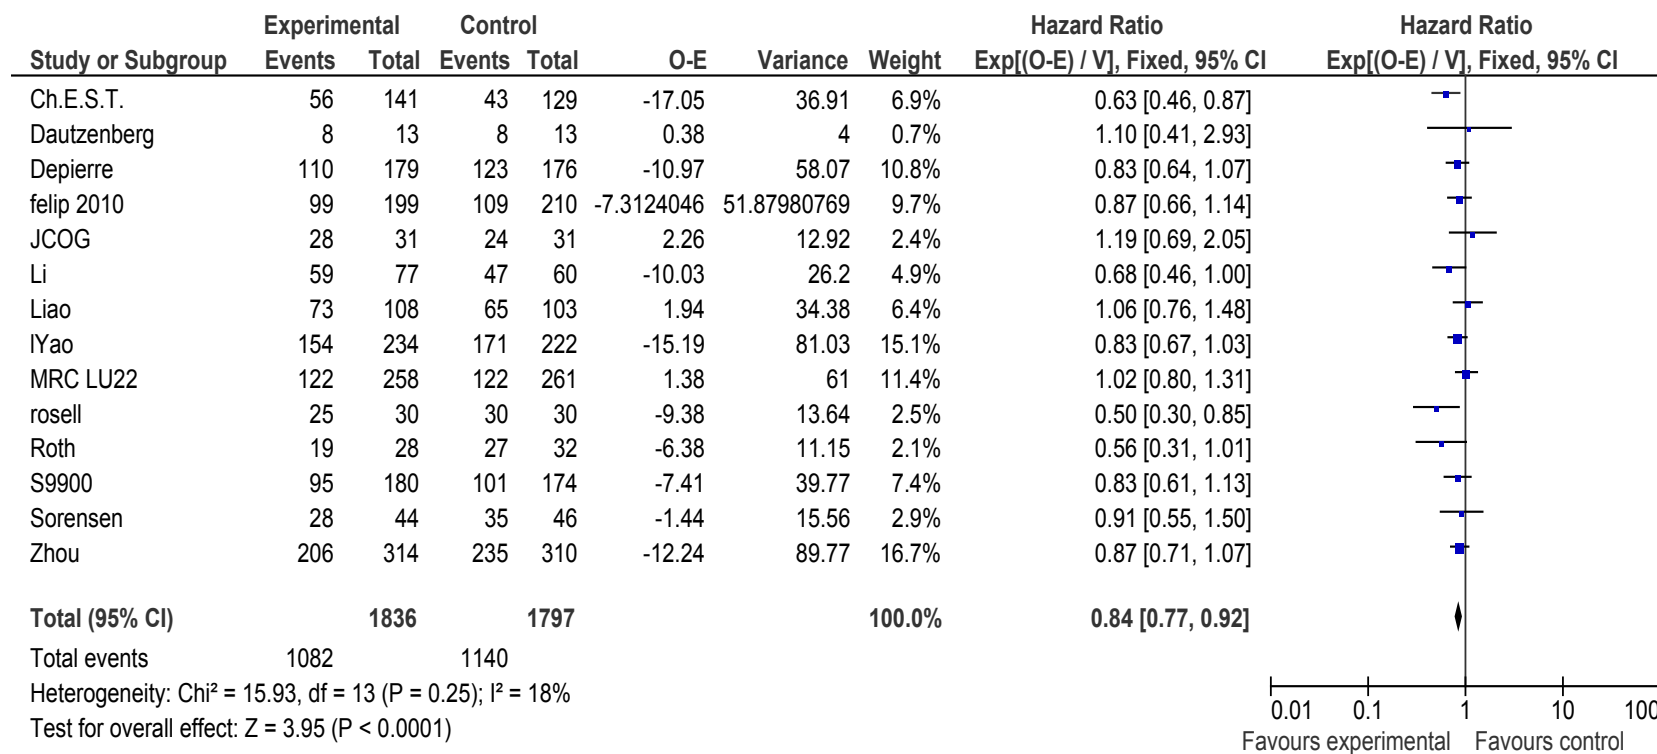 Experimental Control Hazard Ratio Hazard Ratio
Study or Subgroup Events Total Events Total O-E Variance Weight Exp[(O-E) / V], Fixed, 95% CI Exp[(O-E) / V], Fixed, 95% CI
Ch.E.S.T. 56 141 43 129 -17.05 36.91 6.9% 0.63 [0.46, 0.87]
Dautzenberg 8 13 8 13 0.38 4 0.7% 1.10 [0.41, 2.93]
Depierre 110 179 123 176 -10.97 58.07 10.8% 0.83 [0.64, 1.07]
felip 2010 99 199 109 210 -7.3124046 51.87980769 9.7% 0.87 [0.66, 1.14]
JCOG 28 31 24 31 2.26 12.92 2.4% 1.19 [0.69, 2.05]
Li 59 77 47 60 -10.03 26.2 4.9% 0.68 [0.46, 1.00]
Liao 73 108 65 103 1.94 34.38 6.4% 1.06 [0.76, 1.48]
lYao 154 234 171 222 -15.19 81.03 15.1% 0.83 [0.67, 1.03]
MRC LU22 122 258 122 261 1.38 61 11.4% 1.02 [0.80, 1.31]
rosell 25 30 30 30 -9.38 13.64 2.5% 0.50 [0.30, 0.85]
Roth 19 28 27 32 -6.38 11.15 2.1% 0.56 [0.31, 1.01]
S9900 95 180 101 174 -7.41 39.77 7.4% 0.83 [0.61, 1.13]
Sorensen 28 44 35 46 -1.44 15.56 2.9% 0.91 [0.55, 1.50]
Zhou 206 314 235 310 -12.24 89.77 16.7% 0.87 [0.71, 1.07]
Total (95% CI) 1836 1797 100.0% 0.84 [0.77, 0.92]
Total events 1082 1140
Heterogeneity: Chi² = 15.93, df = 13 (P = 0.25); I² = 18%
Test for overall effect: Z = 3.95 (P < 0.0001)
0.01 0.1 1 10 100
Favours experimental Favours control